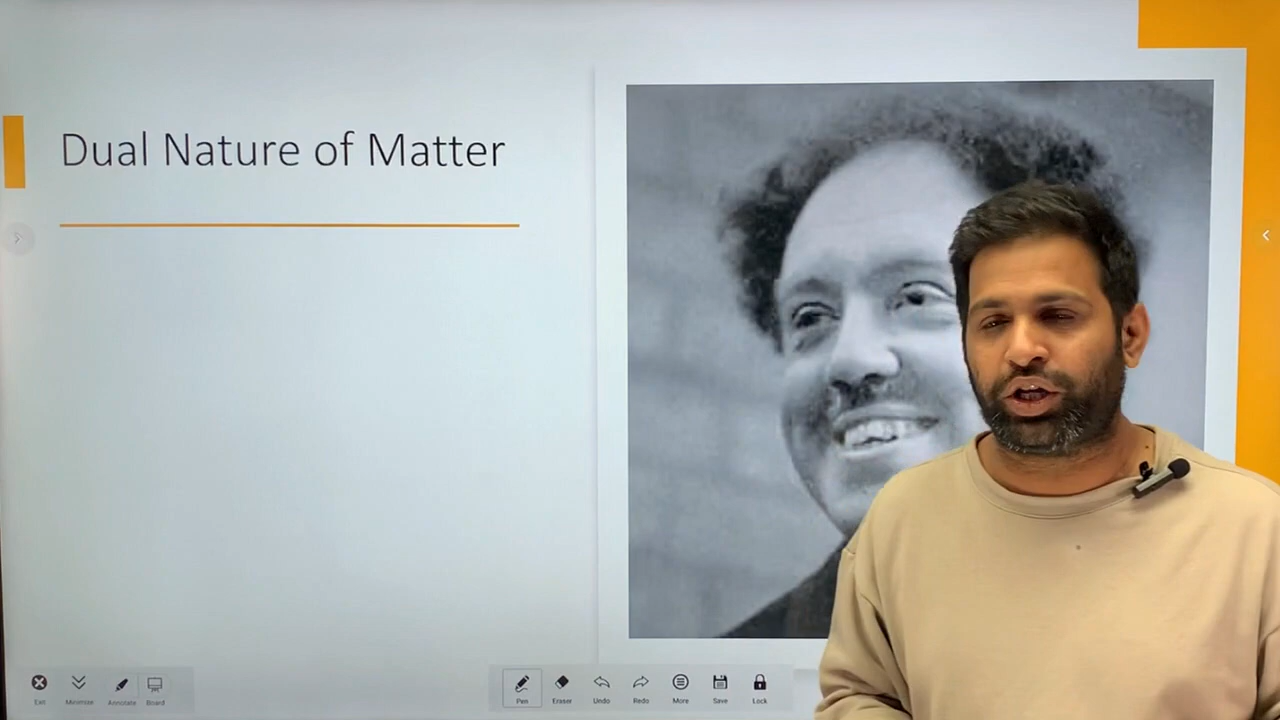 Dual Nature of Matter
Exit
Minimize
Annotate
Board
Pen
Eraser
Undo
Redo
More
Save
Lock